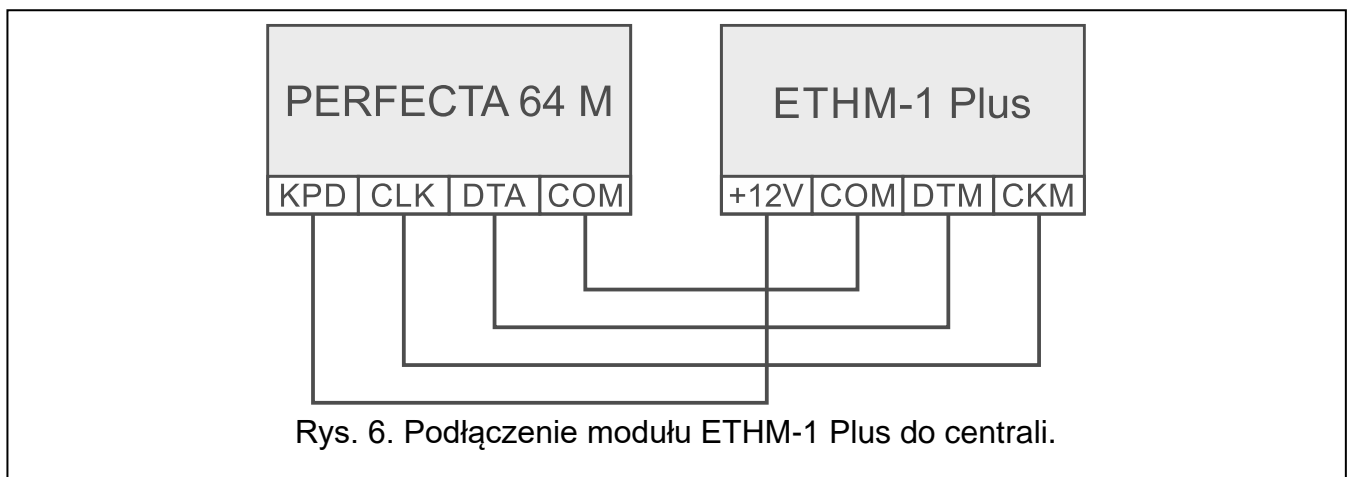 PERFECTA 64 M
ETHM-1 Plus
KPD CLK DTA COM
+12V COM DTM CKM
Rys. 6. Podłączenie modułu ETHM-1 Plus do centrali.